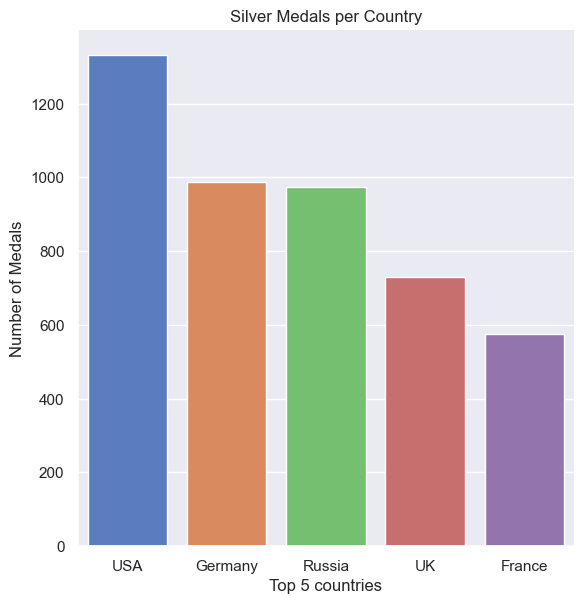 Silver Medals per Country
Number of Medals
1200
1000
800
600
400
200
0
USA Germany Russia UK France
Top 5 countries